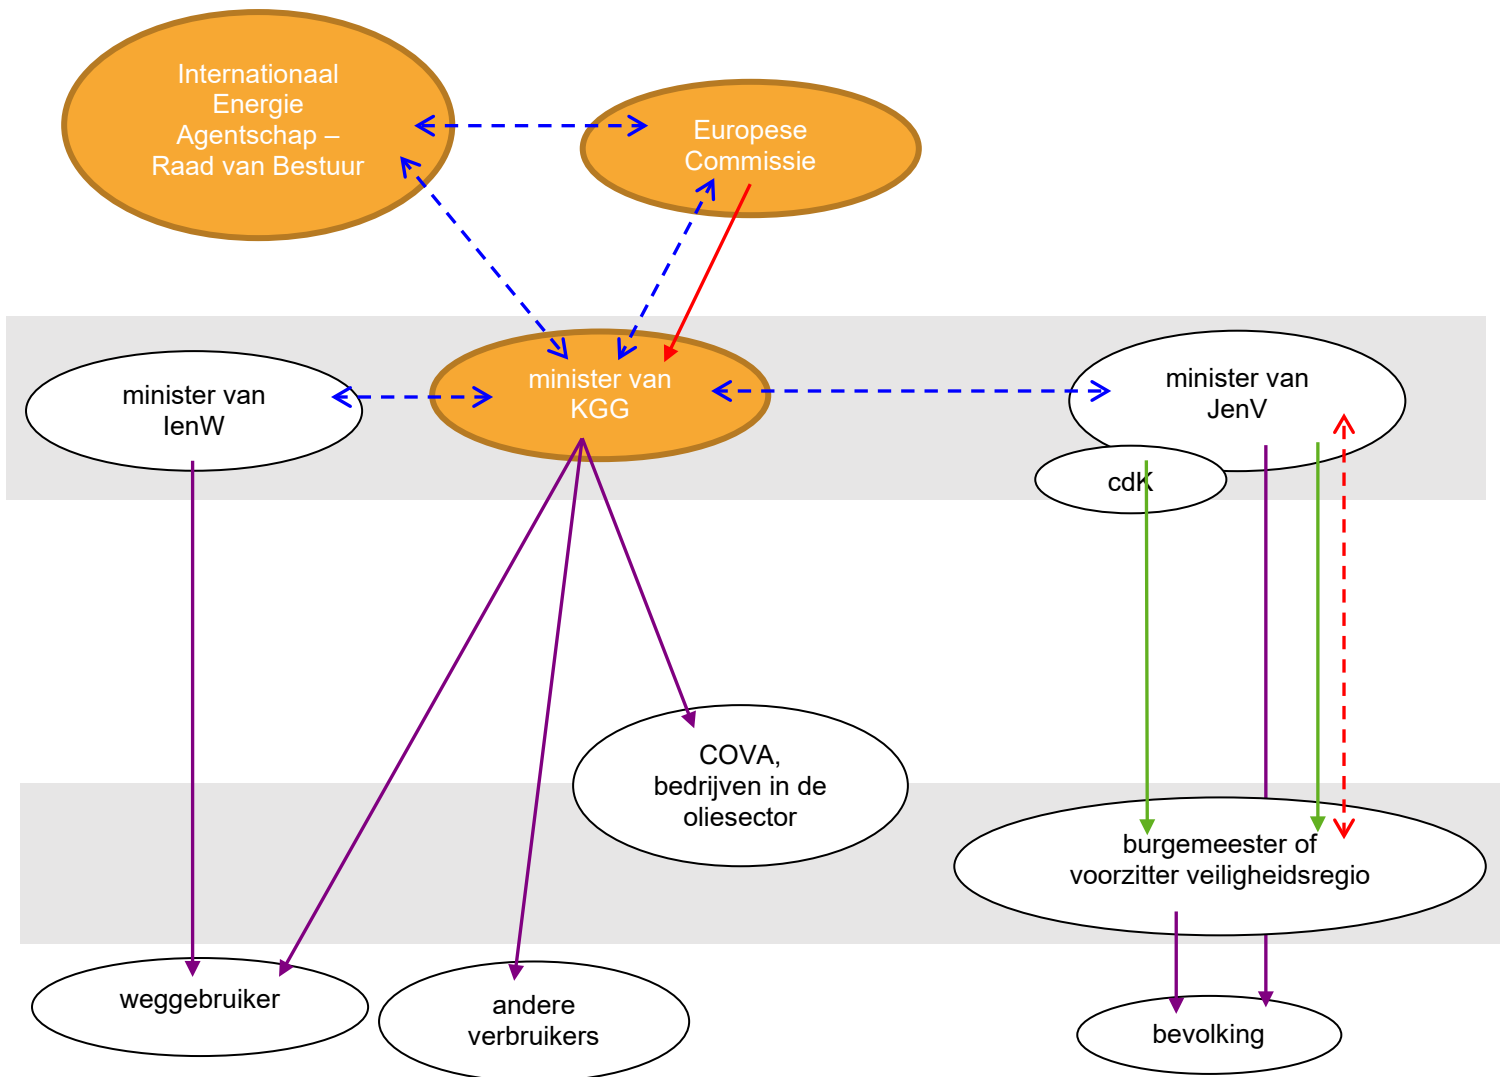 Internationaal
Energie
Agentschap –
Raad van Bestuur
Europese
Commissie
minister van
IenW
minister van
KGG
minister van
JenV
cdK
COVA,
bedrijven in de
oliesector
burgemeester of
voorzitter veiligheidsregio
weggebruiker
andere
verbruikers
bevolking